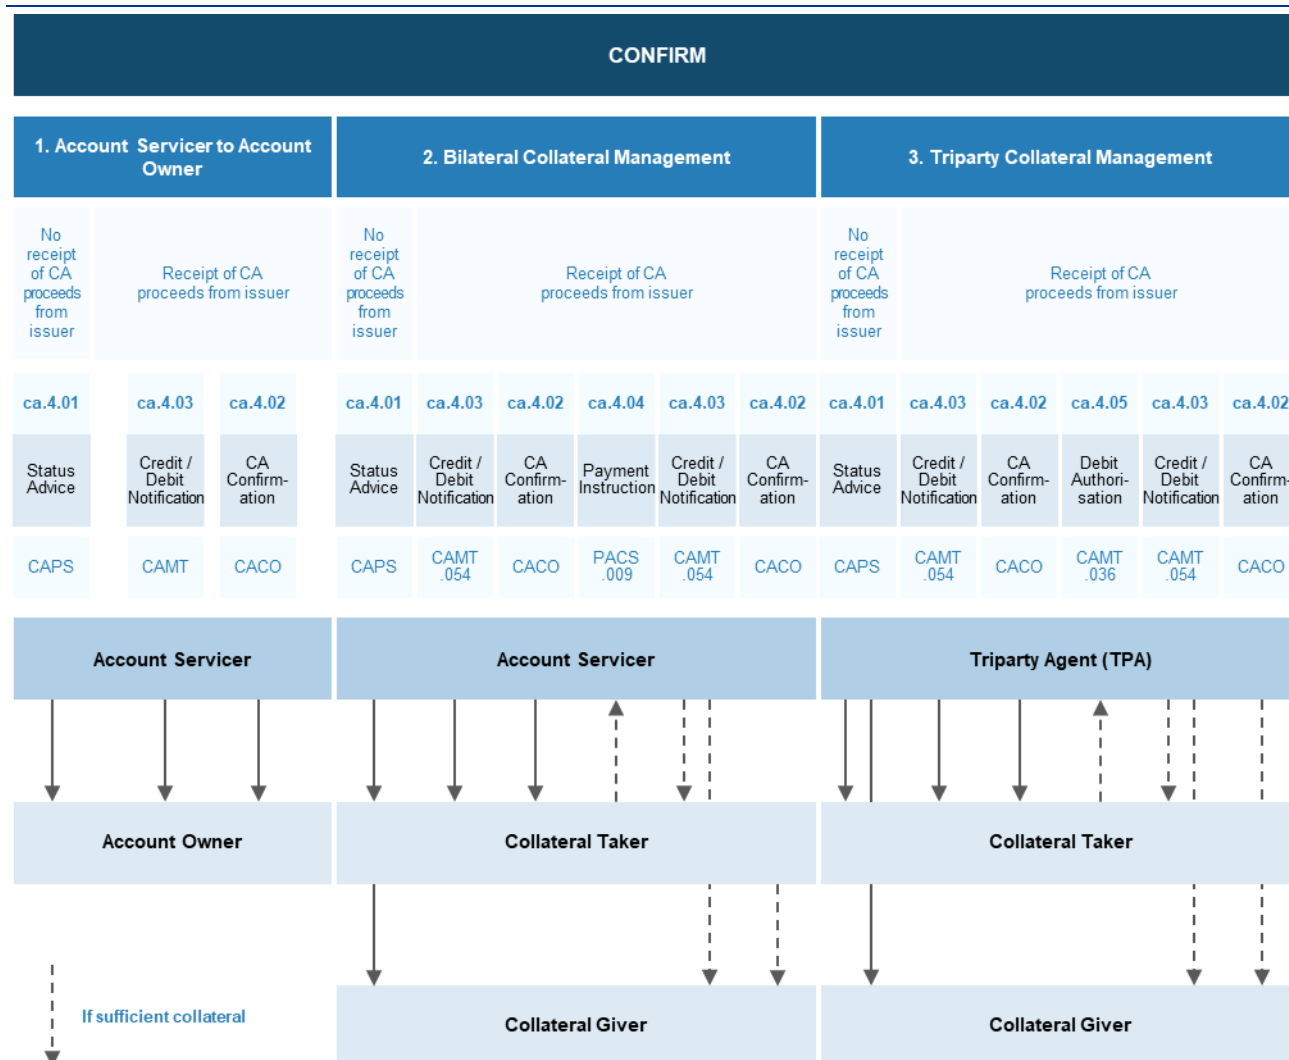 CONFIRM
1. Account Servicer to Account
Owner
2. Bilateral Collateral Management
3. Triparty Collateral Management
No
receipt
of CA
proceeds
from
issuer
Receipt of CA
proceeds from issuer
No
receipt
of CA
proceeds
from
issuer
Receipt of CA
proceeds from issuer
No
receipt
of CA
proceeds
from
issuer
Receipt of CA
proceeds from issuer
ca.4.01
ca.4.03
ca.4.02
ca.4.01
ca.4.03
ca.4.02
ca.4.04
ca.4.03
ca.4.02
ca.4.01
ca.4.03
ca.4.02
ca.4.05
ca.4.03
ca.4.02
Status
Advice
Credit /
Debit
Notification
CA
Confirm-
ation
Status
Advice
Credit /
Debit
Notification
CA
Confirm-
ation
Payment
Instruction
Credit /
Debit
Notification
CA
Confirm-
ation
Status
Advice
Credit /
Debit
Notification
CA
Confirm-
ation
Debit
Authori-
sation
Credit /
Debit
Notification
CA
Confirm-
ation
CAPS
CAMT
CACO
CAPS
CAMT
.054
CACO
PACS
.009
CAMT
.054
CACO
CAPS
CAMT
.054
CACO
CAMT
.036
CAMT
.054
CACO
Account Servicer
Account Servicer
Triparty Agent (TPA)
Account Owner
Collateral Taker
Collateral Taker
If sufficient collateral
Collateral Giver
Collateral Giver